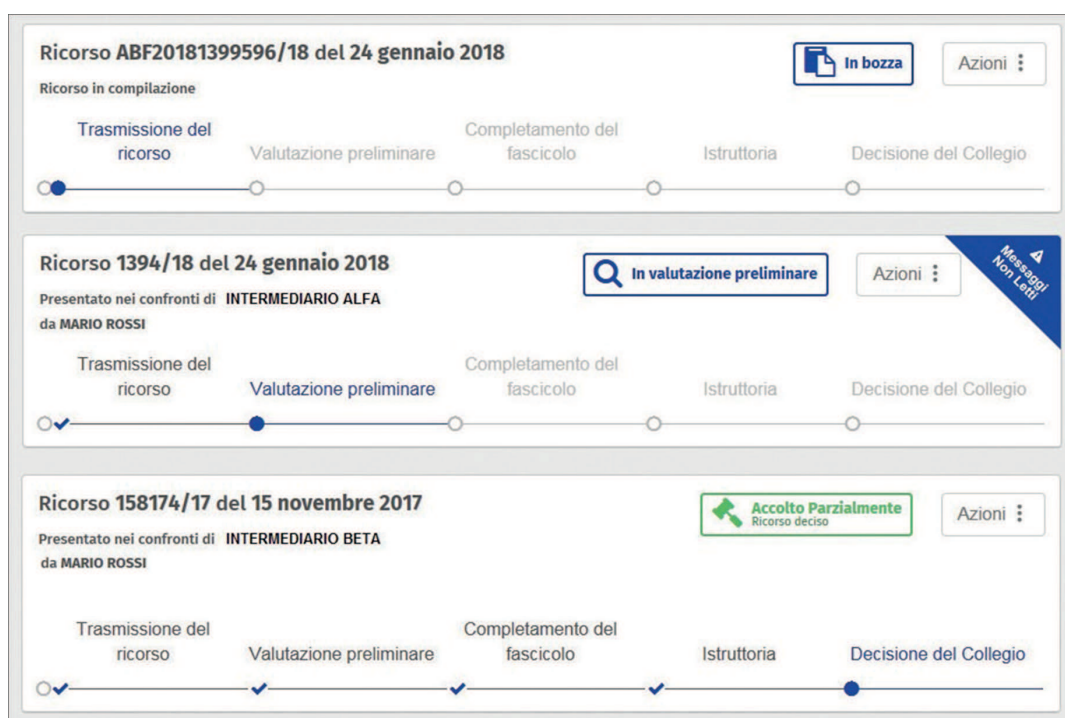 Ricorso ABF20181399596/18 del 24 gennaio 2018
In bozza
Azioni
Ricorso in compilazione
Trasmissione del
ricorso
Valutazione preliminare
Completamento del
fascicolo
Istruttoria
Decisione del Collegio
Ricorso 1394/18 del 24 gennaio 2018
In valutazione preliminare
Azioni
Messaggi
Non Letti
Presentato nei confronti di INTERMEDIARIO ALFA
da MARIO ROSSI
Trasmissione del
ricorso
Valutazione preliminare
Completamento del
fascicolo
Istruttoria
Decisione del Collegio
Ricorso 158174/17 del 15 novembre 2017
Accolto Parzialmente
Ricorso deciso
Azioni
Presentato nei confronti di INTERMEDIARIO BETA
da MARIO ROSSI
Trasmissione del
ricorso
Valutazione preliminare
Completamento del
fascicolo
Istruttoria
Decisione del Collegio